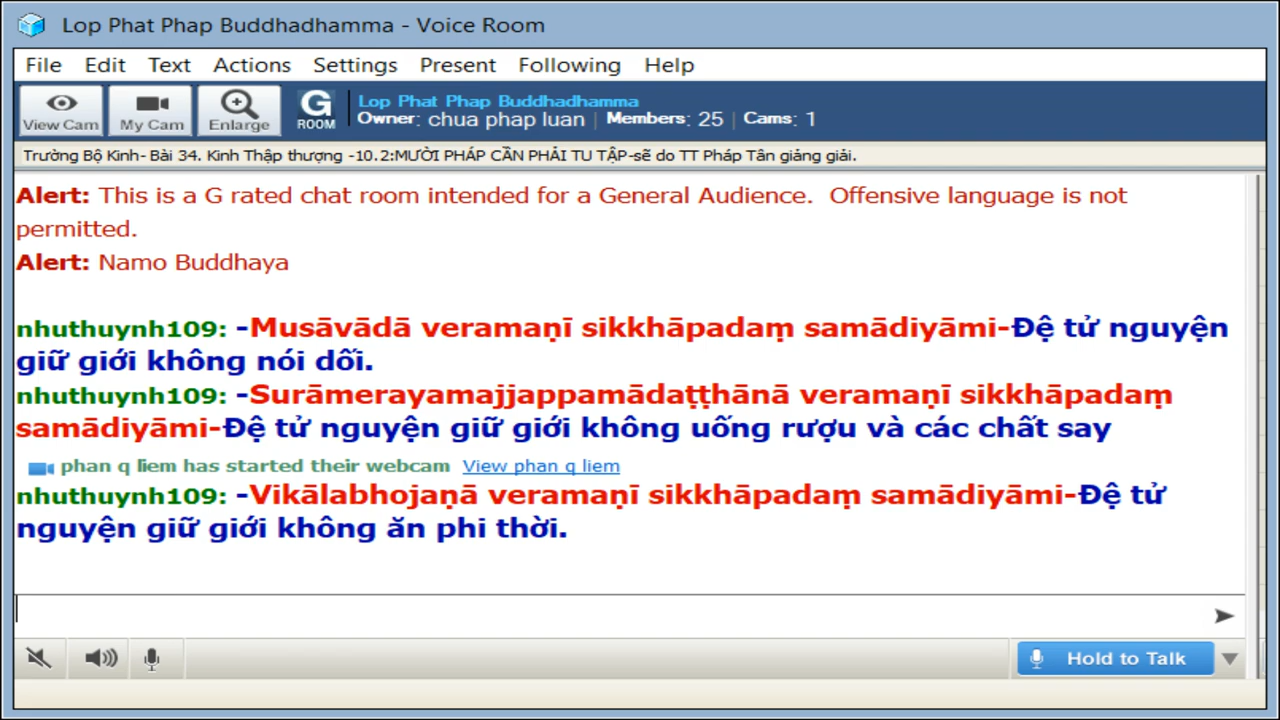 Lop Phat Phap Buddhadhamma - Voice Room
File Edit Text Actions Settings Present Following Help
View Cam My Cam Enlarge G ROOM
Lop Phat Phap Buddhadhamma
Owner: chua phap luan | Members: 25 | Cams: 1
Trường Bộ Kinh- Bài 34. Kinh Thập thượng -10.2:MƯỜI PHÁP CẦN PHẢI TU TẬP-sẽ do TT Pháp Tân giảng giải.
Alert: This is a G rated chat room intended for a General Audience. Offensive language is not
permitted.
Alert: Namo Buddhaya
nhuthuynh109: -Musāvādā veramaṇī sikkhāpadaṃ samādiyāmi-Đệ tử nguyện
giữ giới không nói dối.
nhuthuynh109: -Surāmerayamajjappamādaṭṭhānā veramaṇī sikkhāpadaṃ
samādiyāmi-Đệ tử nguyện giữ giới không uống rượu và các chất say
phan q liem has started their webcam View phan q liem
nhuthuynh109: -Vikālabhojaṇā veramaṇī sikkhāpadaṃ samādiyāmi-Đệ tử
nguyện giữ giới không ăn phi thời.
Hold to Talk